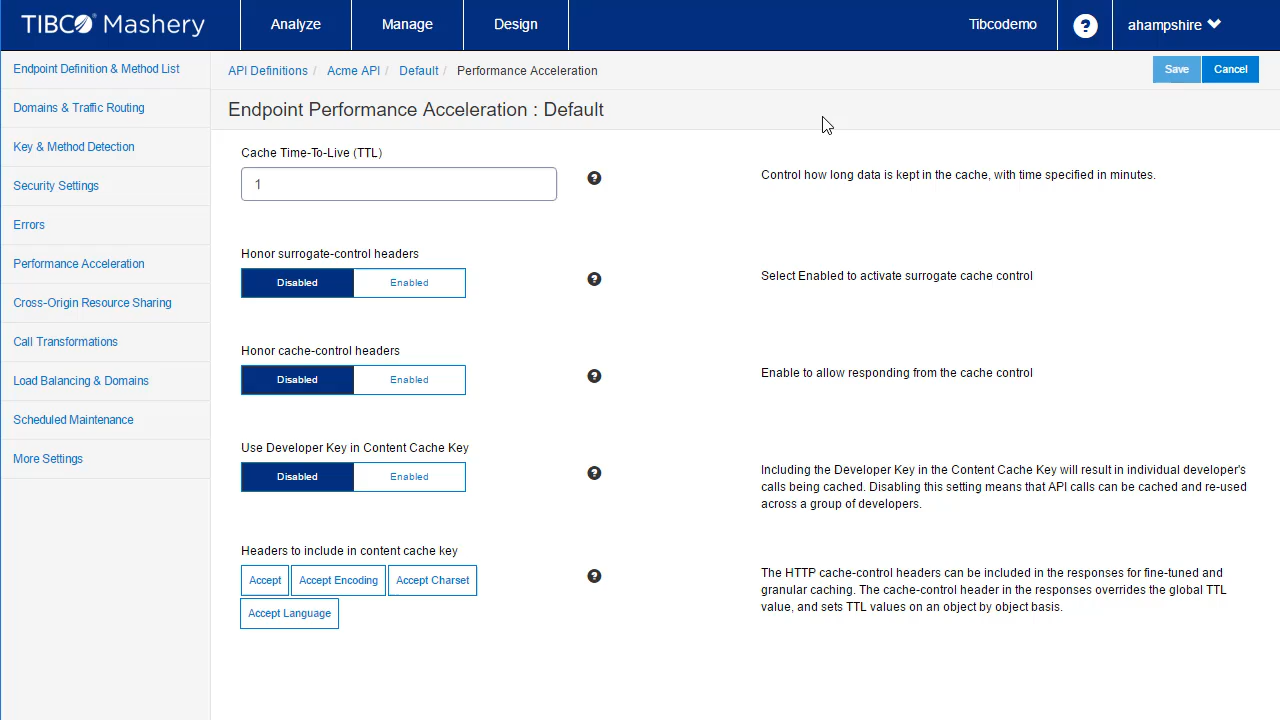 TIBCO® Mashery
Analyze
Manage
Design
Tibcodemo
?
ahampshire
Endpoint Definition & Method List
Domains & Traffic Routing
Key & Method Detection
Security Settings
Errors
Performance Acceleration
Cross-Origin Resource Sharing
Call Transformations
Load Balancing & Domains
Scheduled Maintenance
More Settings
API Definitions / Acme API / Default / Performance Acceleration
Save
Cancel
Endpoint Performance Acceleration : Default
Cache Time-To-Live (TTL)
1
?
Control how long data is kept in the cache, with time specified in minutes.
Honor surrogate-control headers
Disabled
Enabled
?
Select Enabled to activate surrogate cache control
Honor cache-control headers
Disabled
Enabled
?
Enable to allow responding from the cache control
Use Developer Key in Content Cache Key
Disabled
Enabled
?
Including the Developer Key in the Content Cache Key will result in individual developer's
calls being cached. Disabling this setting means that API calls can be cached and re-used
across a group of developers.
Headers to include in content cache key
Accept
Accept Encoding
Accept Charset
Accept Language
?
The HTTP cache-control headers can be included in the responses for fine-tuned and
granular caching. The cache-control header in the responses overrides the global TTL
value, and sets TTL values on an object by object basis.